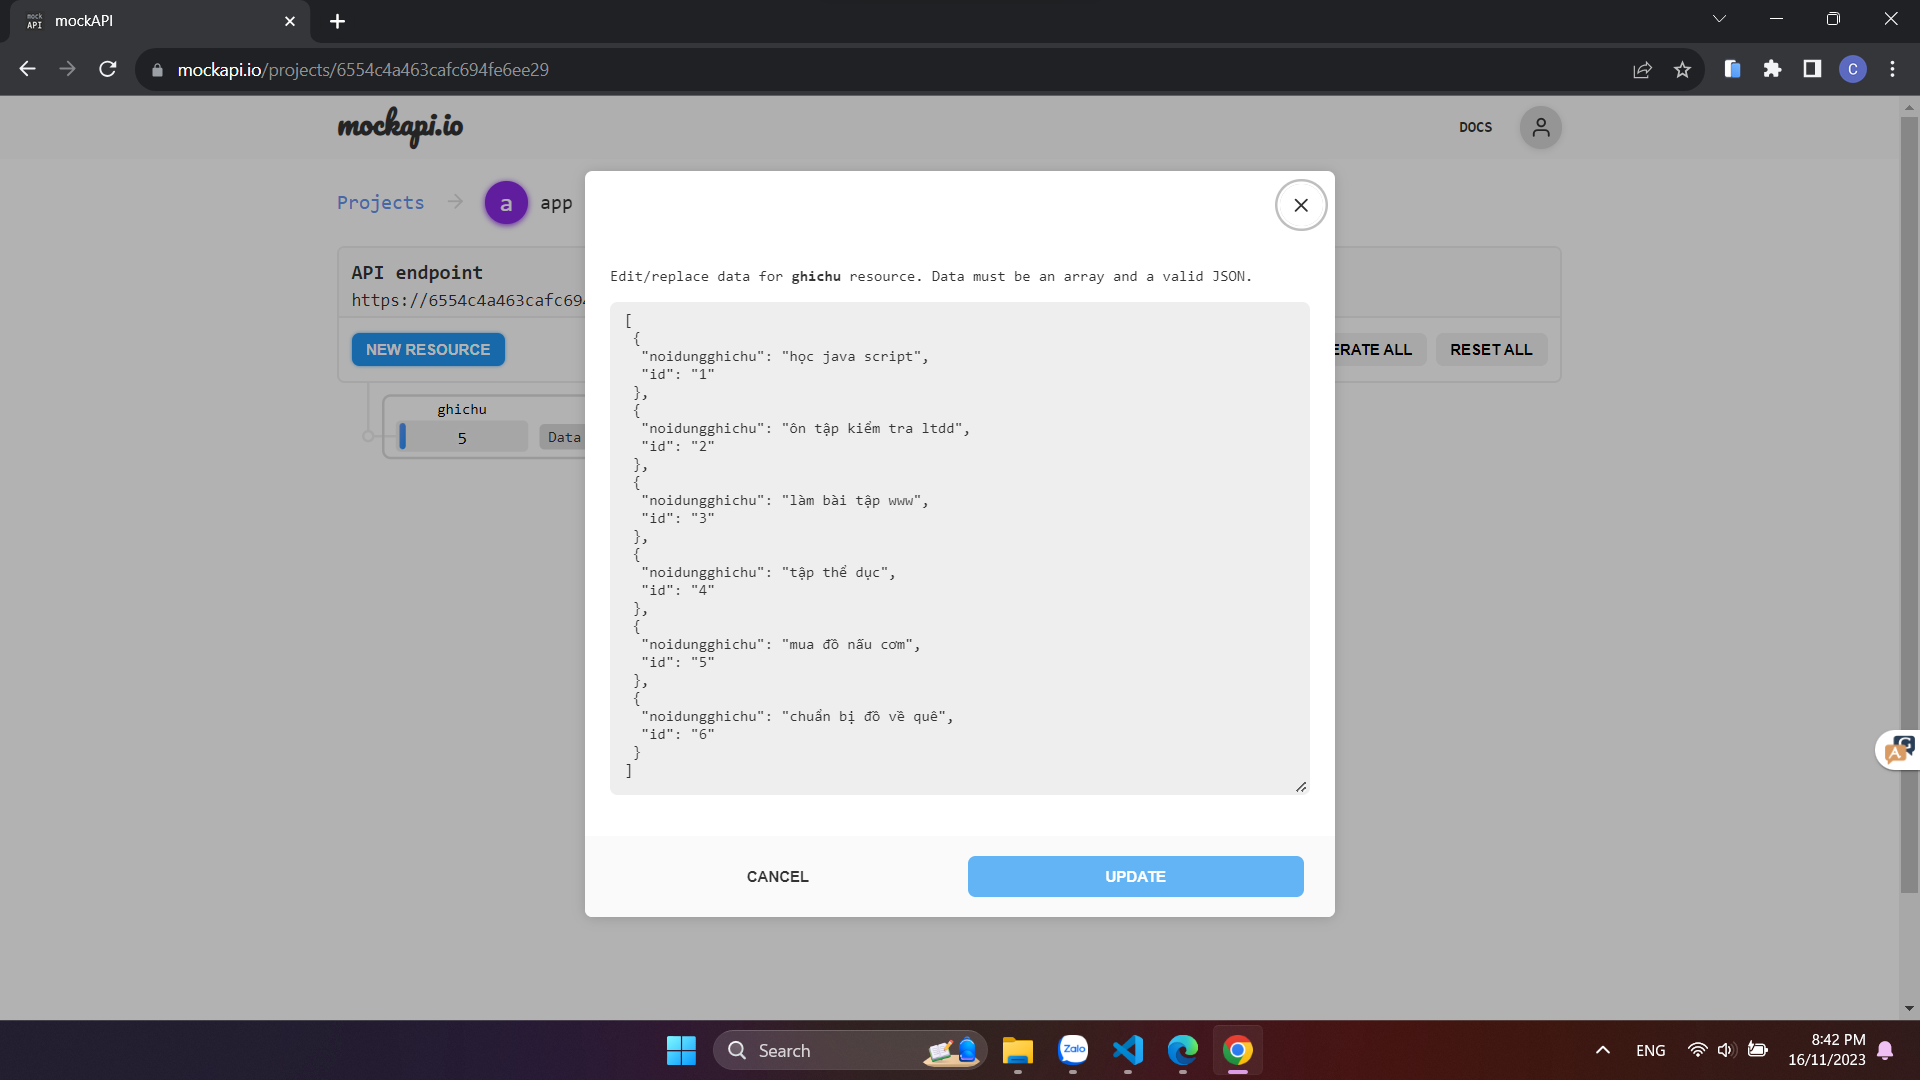 mock
API
mockAPI
mockapi.io/projects/6554c4a463cafc694fe6ee29
C
mockapi.io
DOCS
Projects
a
app
API endpoint
https://6554c4a463cafc694
NEW RESOURCE
ERATE ALL
RESET ALL
ghichu
5
Data
Edit/replace data for ghichu resource. Data must be an array and a valid JSON.
[
{
"noidungghichu": "học java script",
"id": "1"
},
{
"noidungghichu": "ôn tập kiểm tra ltdd",
"id": "2"
},
{
"noidungghichu": "làm bài tập www",
"id": "3"
},
{
"noidungghichu": "tập thể dục",
"id": "4"
},
{
"noidungghichu": "mua đồ nấu cơm",
"id": "5"
},
{
"noidungghichu": "chuẩn bị đồ về quê",
"id": "6"
}
]
CANCEL
UPDATE
A
G
Search
Zalo
ENG
8:42 PM
16/11/2023